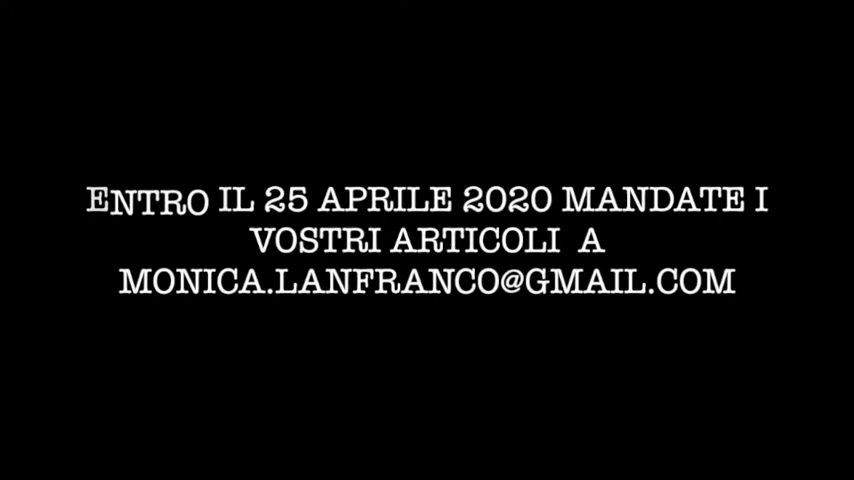 ENTRO IL 25 APRILE 2020 MANDATE I
VOSTRI ARTICOLI A
MONICA.LANFRANCO@GMAIL.COM